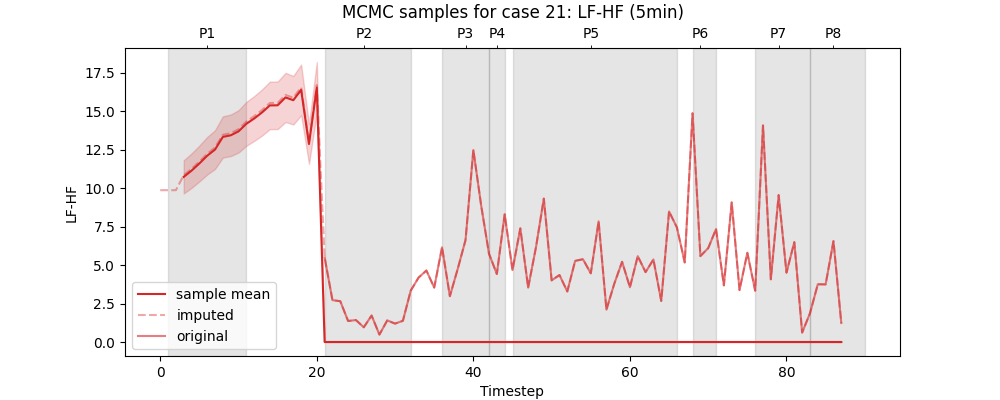 MCMC samples for case 21: LF-HF (5min)
P1 P2 P3 P4 P5 P6 P7 P8
17.5
15.0
12.5
10.0
7.5
5.0
2.5
0.0
LF-HF
sample mean
imputed
original
0 20 40 60 80
Timestep